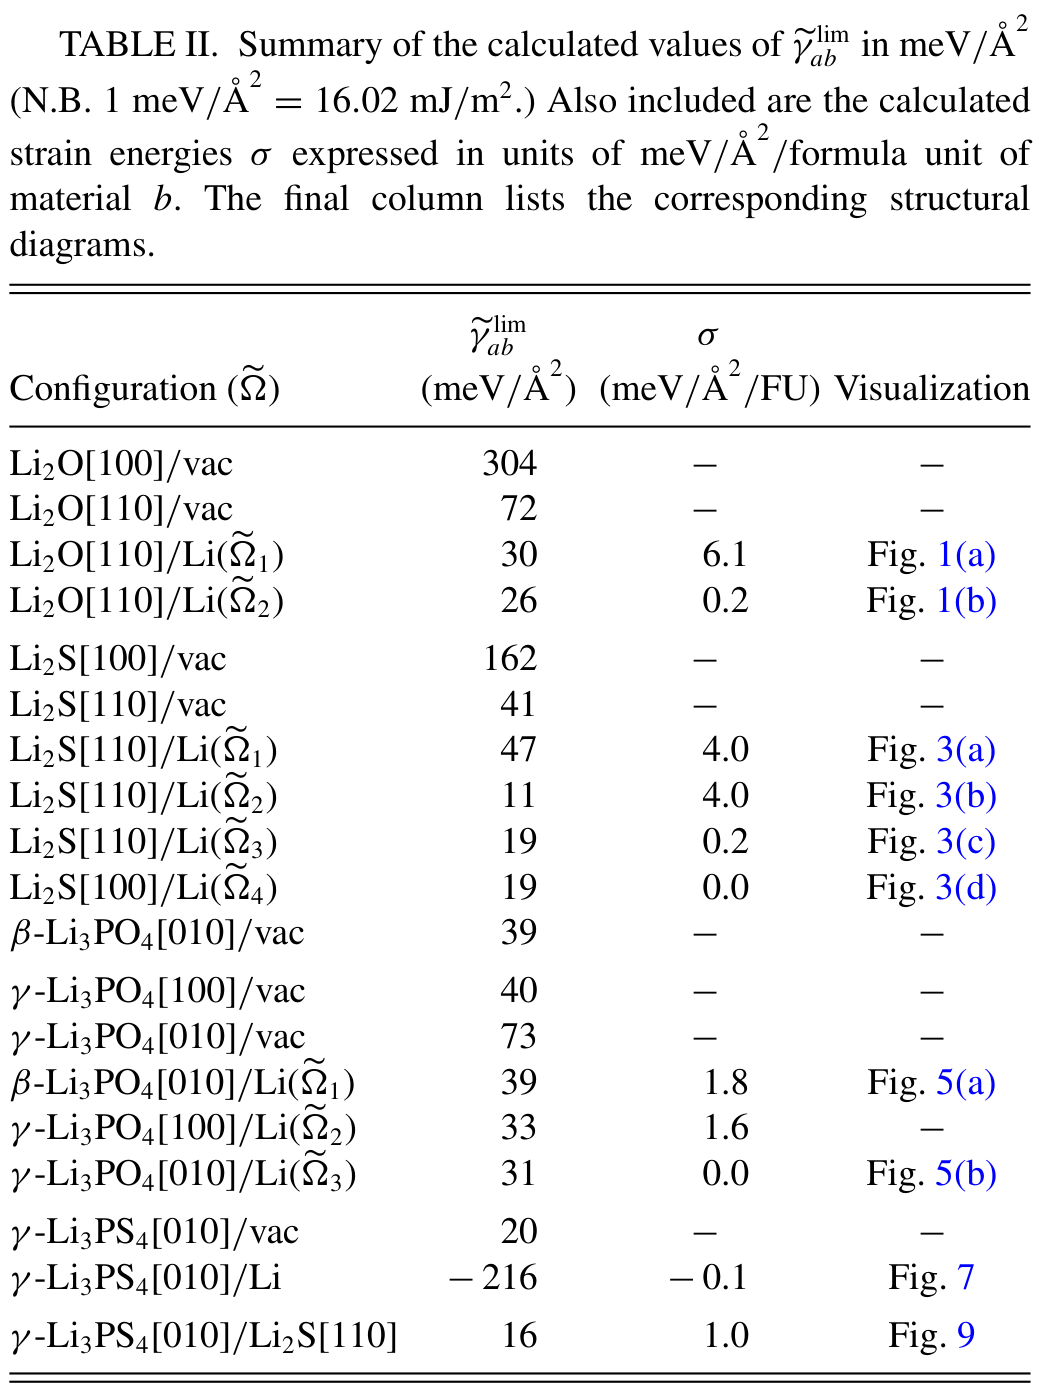 TABLE II. Summary of the calculated values of γ̃ₐᵦˡⁱᵐ in meV/Å²
(N.B. 1 meV/Å² = 16.02 mJ/m².) Also included are the calculated
strain energies σ expressed in units of meV/Å²/formula unit of
material b. The final column lists the corresponding structural
diagrams.
γ̃ab^lim σ
Configuration (Ω̃) (meV/Å²) (meV/Å²/FU) Visualization
Li₂O[100]/vac 304 – –
Li₂O[110]/vac 72 – –
Li₂O[110]/Li(Ω̃₁) 30 6.1 Fig. 1(a)
Li₂O[110]/Li(Ω̃₂) 26 0.2 Fig. 1(b)
Li₂S[100]/vac 162 – –
Li₂S[110]/vac 41 – –
Li₂S[110]/Li(Ω̃₁) 47 4.0 Fig. 3(a)
Li₂S[110]/Li(Ω̃₂) 11 4.0 Fig. 3(b)
Li₂S[110]/Li(Ω̃₃) 19 0.2 Fig. 3(c)
Li₂S[100]/Li(Ω̃₄) 19 0.0 Fig. 3(d)
β-Li₃PO₄[010]/vac 39 – –
γ-Li₃PO₄[100]/vac 40 – –
γ-Li₃PO₄[010]/vac 73 – –
β-Li₃PO₄[010]/Li(Ω̃₁) 39 1.8 Fig. 5(a)
γ-Li₃PO₄[100]/Li(Ω̃₂) 33 1.6 –
γ-Li₃PO₄[010]/Li(Ω̃₃) 31 0.0 Fig. 5(b)
γ-Li₃PS₄[010]/vac 20 – –
γ-Li₃PS₄[010]/Li −216 −0.1 Fig. 7
γ-Li₃PS₄[010]/Li₂S[110] 16 1.0 Fig. 9